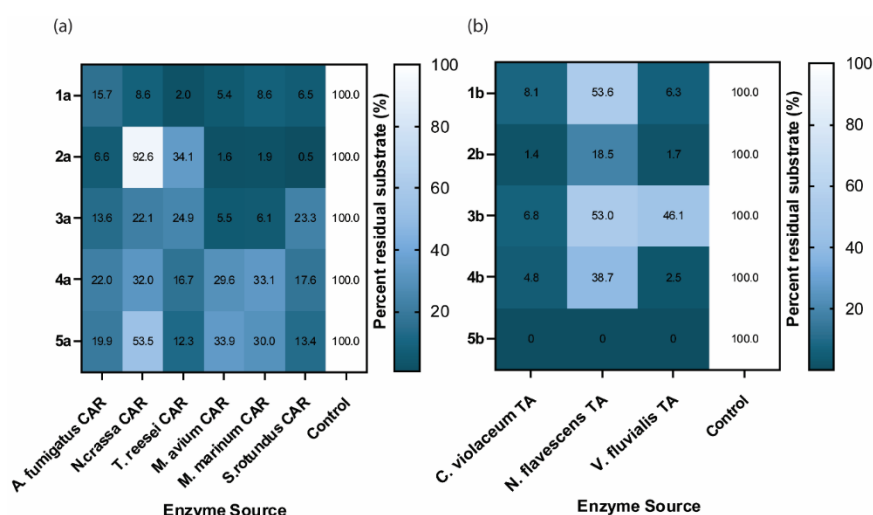 (a)
1a 15.7 8.6 2.0 5.4 8.6 6.5 100.0
2a 6.6 92.6 34.1 1.6 1.9 0.5 100.0
3a 13.6 22.1 24.9 5.5 6.1 23.3 100.0
4a 22.0 32.0 16.7 29.6 33.1 17.6 100.0
5a 19.9 53.5 12.3 33.9 30.0 13.4 100.0
A. fumigatus CAR
N.crassa CAR
T. reesei CAR
M. avium CAR
M. marinum CAR
S.rotundus CAR
Control
Enzyme Source
100
80
60
40
20
Percent residual substrate (%)
(b)
1b 8.1 53.6 6.3 100.0
2b 1.4 18.5 1.7 100.0
3b 6.8 53.0 46.1 100.0
4b 4.8 38.7 2.5 100.0
5b 0 0 0 100.0
C. violaceum TA
N. flavescens TA
V. fluvialis TA
Control
Enzyme Source
100
80
60
40
20
Percent residual substrate (%)